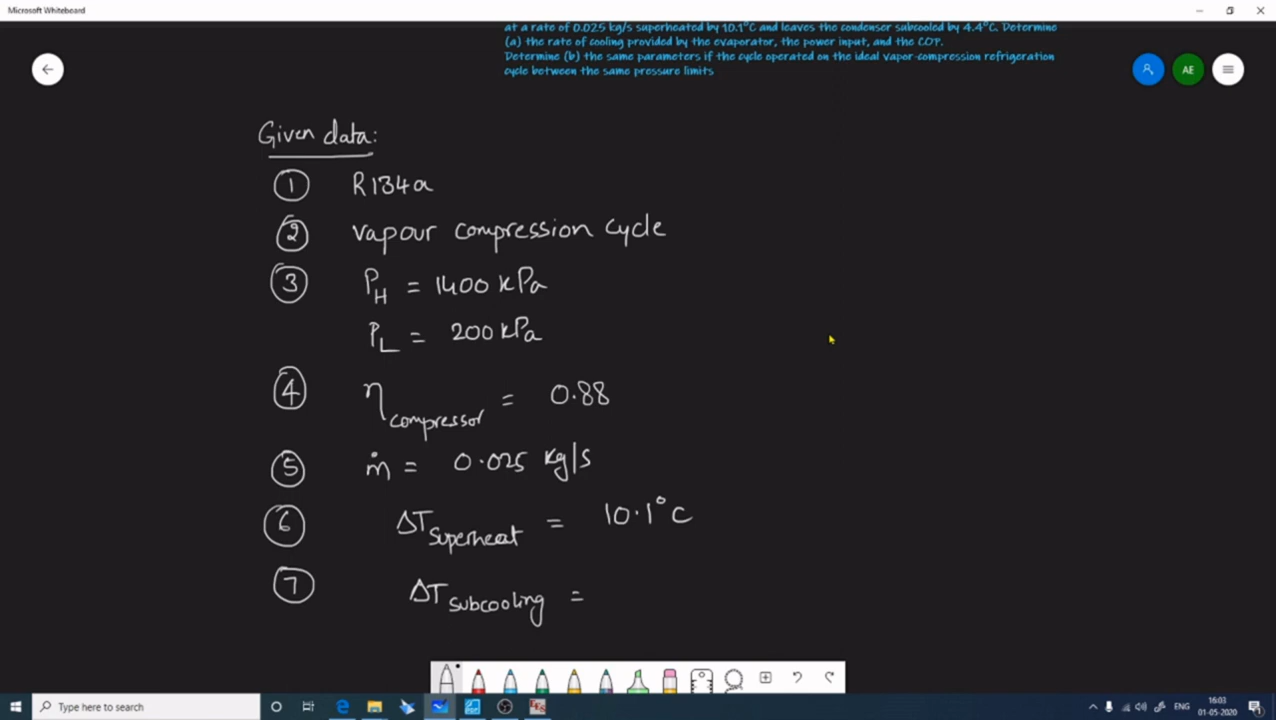 Microsoft Whiteboard
at a rate of 0.025 kg/s superheated by 10.1°C and leaves the condenser subcooled by 4.4°C. Determine
(a) the rate of cooling provided by the evaporator, the power input, and the COP.
Determine (b) the same parameters if the cycle operated on the ideal vapor-compression refrigeration
cycle between the same pressure limits
AE
Given data:
1 R134a
2 vapour compression cycle
3 PH = 1400 kPa
PL = 200 kPa
4 ηcompressor = 0.88
5 ṁ = 0.025 kg/s
6 ΔTsuperheat = 10.1°C
7 ΔTsubcooling =
Type here to search
ENG
16:03
01-05-2020